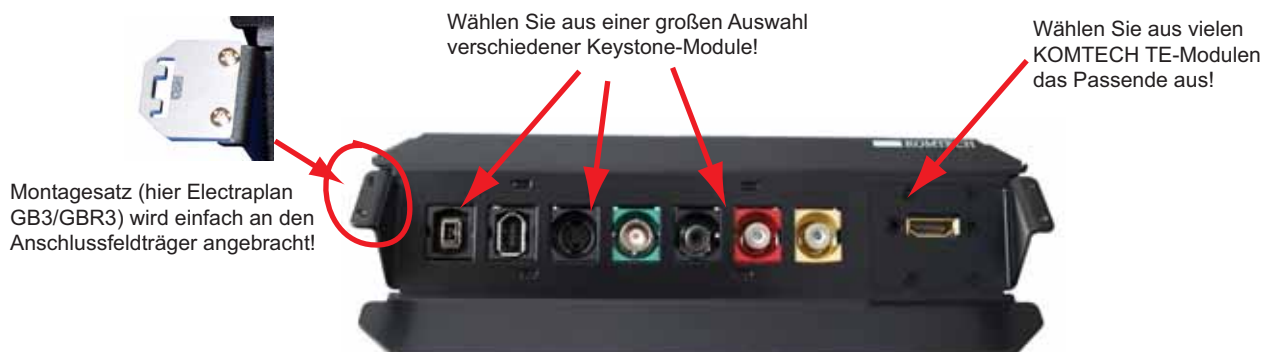 Wählen Sie aus einer großen Auswahl
verschiedener Keystone-Module!
Wählen Sie aus vielen
KOMTECH TE-Modulen
das Passende aus!
KOMTECH
Montagesatz (hier Electraplan
GB3/GBR3) wird einfach an den
Anschlussfeldträger angebracht!